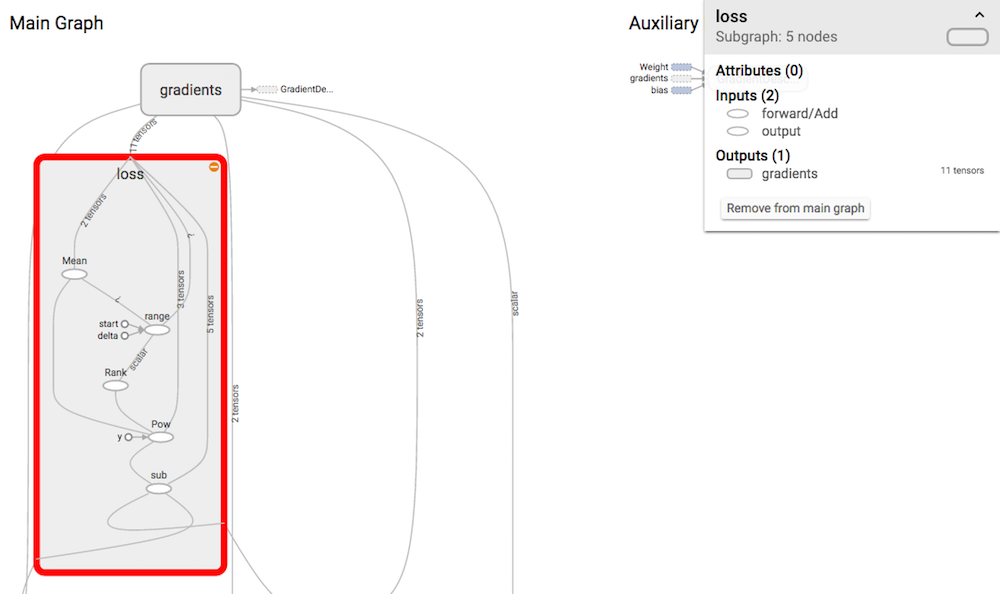 Main Graph
Auxiliary
loss
Subgraph: 5 nodes
Attributes (0)
Inputs (2)
forward/Add
output
Outputs (1)
gradients
11 tensors
Remove from main graph
Weight
gradients
bias
gradients
GradientDe...
11 tensors
loss
2 tensors
Mean
?
?
3 tensors
5 tensors
range
start
delta
scalar
Rank
Pow
y
sub
2 tensors
2 tensors
scalar